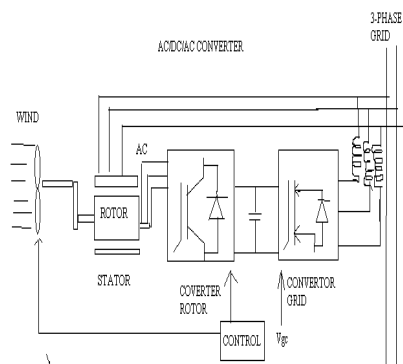 3-PHASE
GRID
AC/DC/AC CONVERTER
WIND
AC
ROTOR
STATOR
COVERTER
ROTOR
CONVERTOR
GRID
CONTROL
Vgc